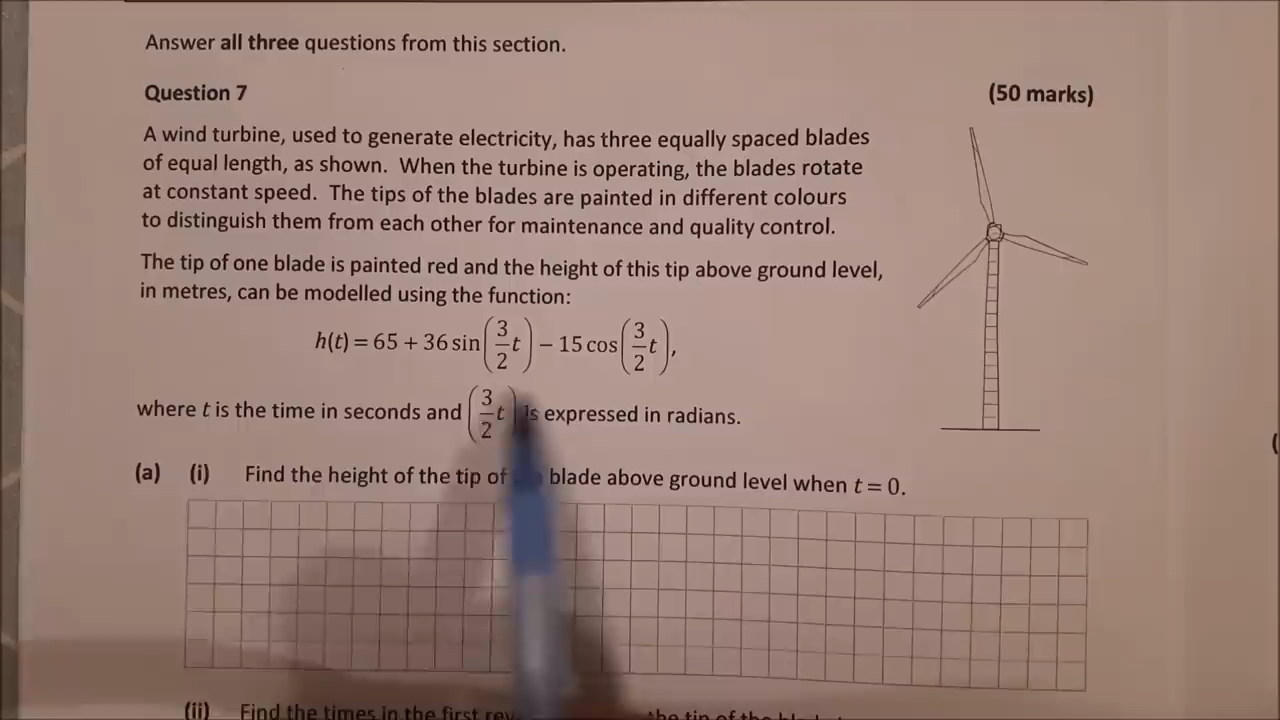 Answer all three questions from this section.
Question 7
(50 marks)
A wind turbine, used to generate electricity, has three equally spaced blades
of equal length, as shown. When the turbine is operating, the blades rotate
at constant speed. The tips of the blades are painted in different colours
to distinguish them from each other for maintenance and quality control.
The tip of one blade is painted red and the height of this tip above ground level,
in metres, can be modelled using the function:
h(t) = 65 + 36 sin(3/2 t) − 15 cos(3/2 t),
where t is the time in seconds and (3/2 t) is expressed in radians.
(a) (i) Find the height of the tip of blade above ground level when t = 0.
(ii) Find the times in the first the tip of the